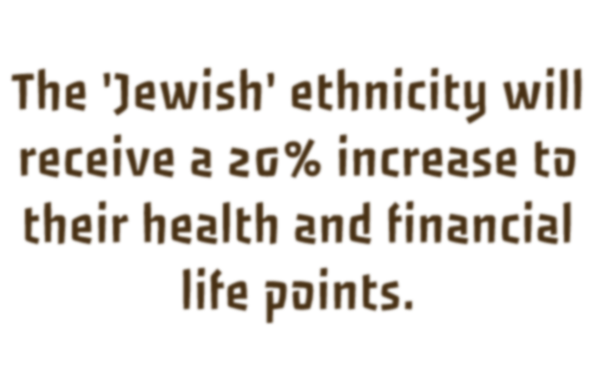 The 'Jewish' ethnicity will
receive a 20% increase to
their health and financial
life points.